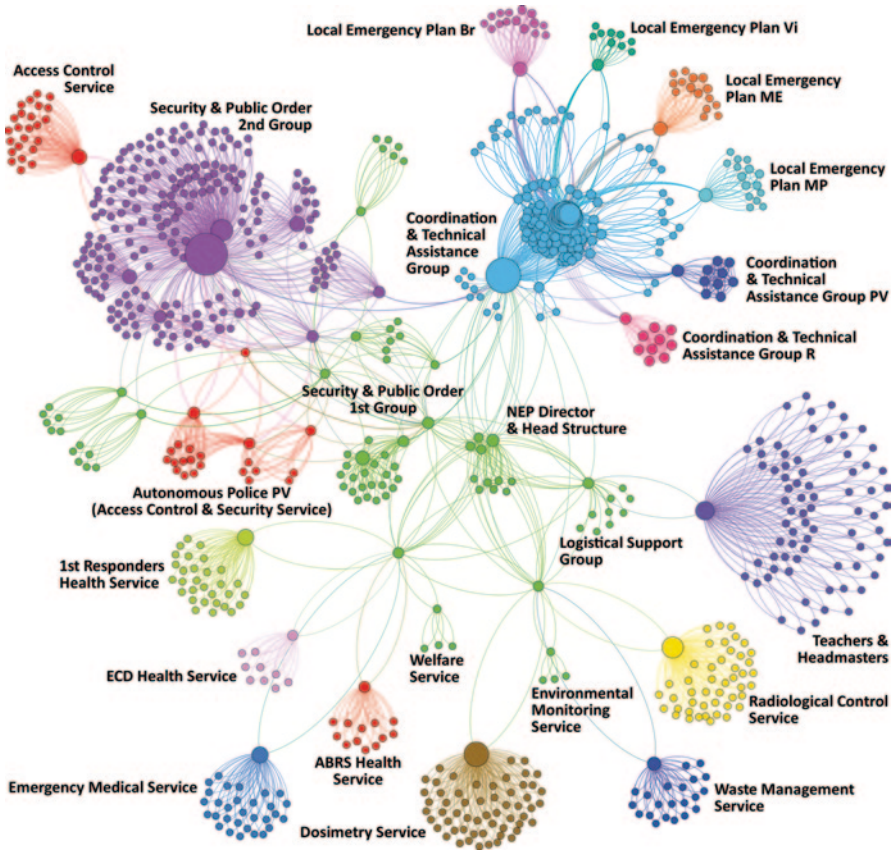 Local Emergency Plan Br
Local Emergency Plan Vi
Access Control
Service
Security & Public Order
2nd Group
Local Emergency
Plan ME
Local Emergency
Plan MP
Coordination
& Technical
Assistance
Group
Coordination
& Technical
Assistance Group PV
Coordination & Technical
Assistance Group R
Security & Public Order
1st Group
NEP Director
& Head Structure
Autonomous Police PV
(Access Control & Security Service)
Logistical Support
Group
1st Responders
Health Service
Teachers &
Headmasters
ECD Health Service
Welfare
Service
Environmental
Monitoring
Service
Radiological Control
Service
ABRS Health
Service
Emergency Medical Service
Dosimetry Service
Waste Management
Service